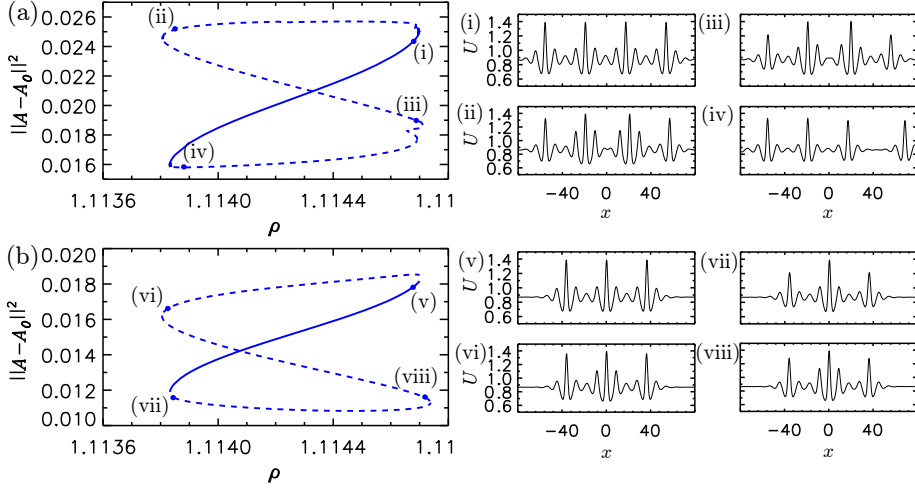 (a)
||A−A₀||²
0.026
0.024
0.022
0.020
0.018
0.016
(ii)
(i)
(iii)
(iv)
1.1136
1.1140
1.1144
1.11
ρ
(i)
U
1.4
1.2
1.0
0.8
(iii)
(ii)
U
1.4
1.2
1.0
0.8
0.6
(iv)
−40
0
40
x
−40
0
40
x
(b)
||A−A₀||²
0.020
0.018
0.016
0.014
0.012
0.010
(vi)
(v)
(vii)
(viii)
1.1136
1.1140
1.1144
1.11
ρ
(v)
U
1.4
1.2
1.0
0.8
0.6
(vii)
(vi)
U
1.4
1.2
1.0
0.8
0.6
(viii)
−40
0
40
x
−40
0
40
x